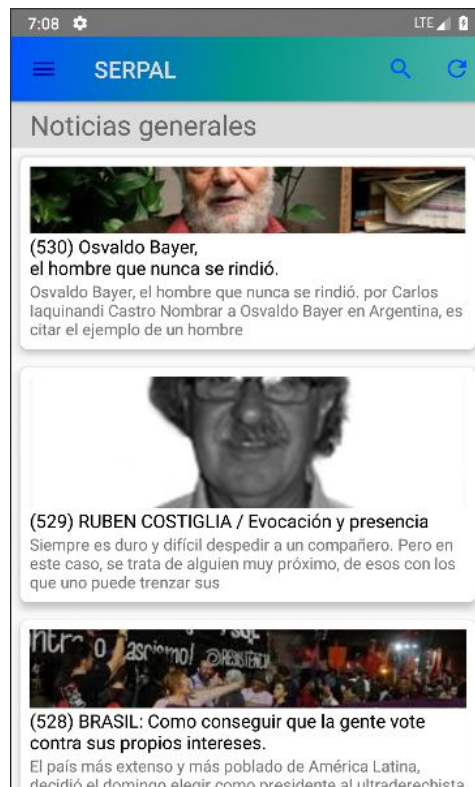 7:08
LTE
SERPAL
Noticias generales
(530) Osvaldo Bayer,
el hombre que nunca se rindió.
Osvaldo Bayer, el hombre que nunca se rindió. por Carlos
Iaquinandi Castro Nombrar a Osvaldo Bayer en Argentina, es
citar el ejemplo de un hombre
(529) RUBEN COSTIGLIA / Evocación y presencia
Siempre es duro y difícil despedir a un compañero. Pero en
este caso, se trata de alguien muy próximo, de esos con los
que uno puede trenzar sus
ascismo!
(528) BRASIL: Como conseguir que la gente vote
contra sus propios intereses.
El país más extenso y más poblado de América Latina,
decidió el domingo elegir como presidente al ultraderechista